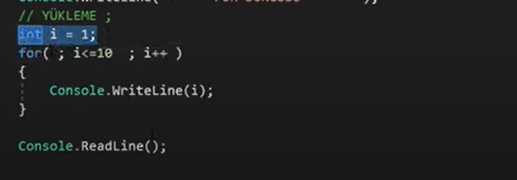 // YÜKLEME ;
int i = 1;
for( ; i<=10  ; i++ )
{
    Console.WriteLine(i);
}
Console.ReadLine();